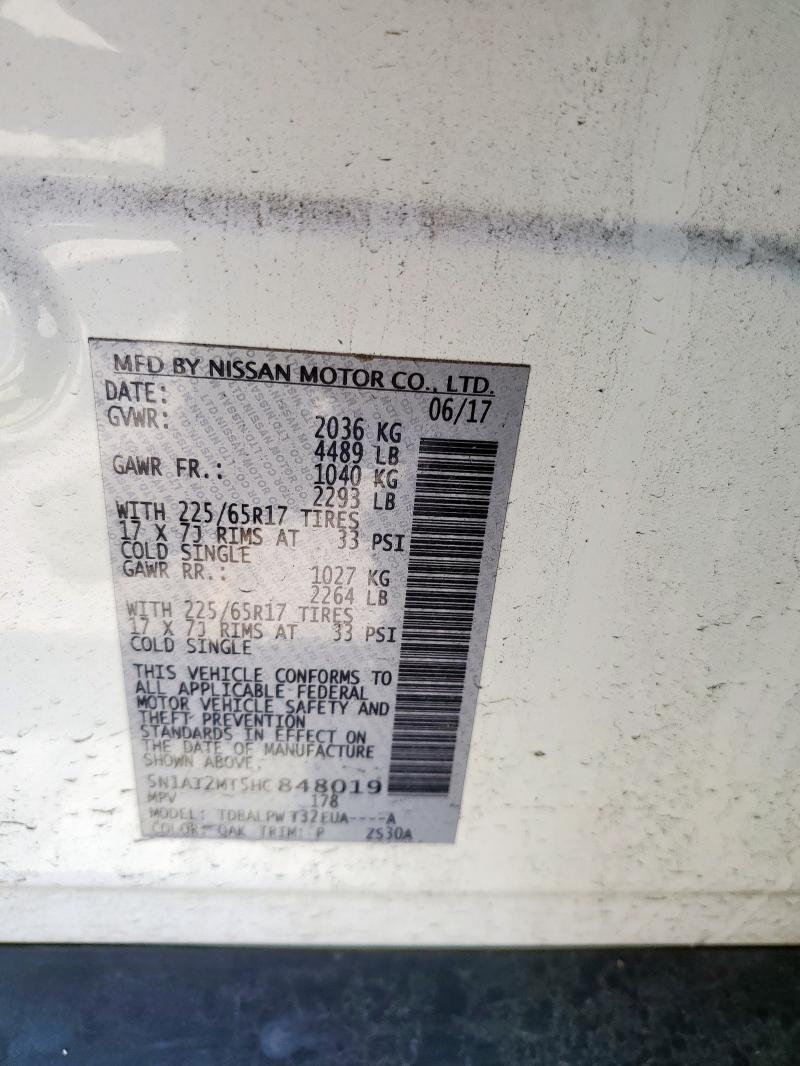 MFD BY NISSAN MOTOR CO., LTD.
DATE: 06/17
GVWR: 2036 KG
4489 LB
GAWR FR.: 1040 KG
2293 LB
WITH 225/65R17 TIRES
17 X 7J RIMS AT 33 PSI
COLD SINGLE
GAWR RR.: 1027 KG
2264 LB
WITH 225/65R17 TIRES
17 X 7J RIMS AT 33 PSI
COLD SINGLE
THIS VEHICLE CONFORMS TO
ALL APPLICABLE FEDERAL
MOTOR VEHICLE SAFETY AND
THEFT PREVENTION
STANDARDS IN EFFECT ON
THE DATE OF MANUFACTURE
SHOWN ABOVE.
5N1AT2MT5HC848019
MPV 178
MODEL: TDBALPW T32EUA----A
COLOR: QAK TRIM: P 2S30A